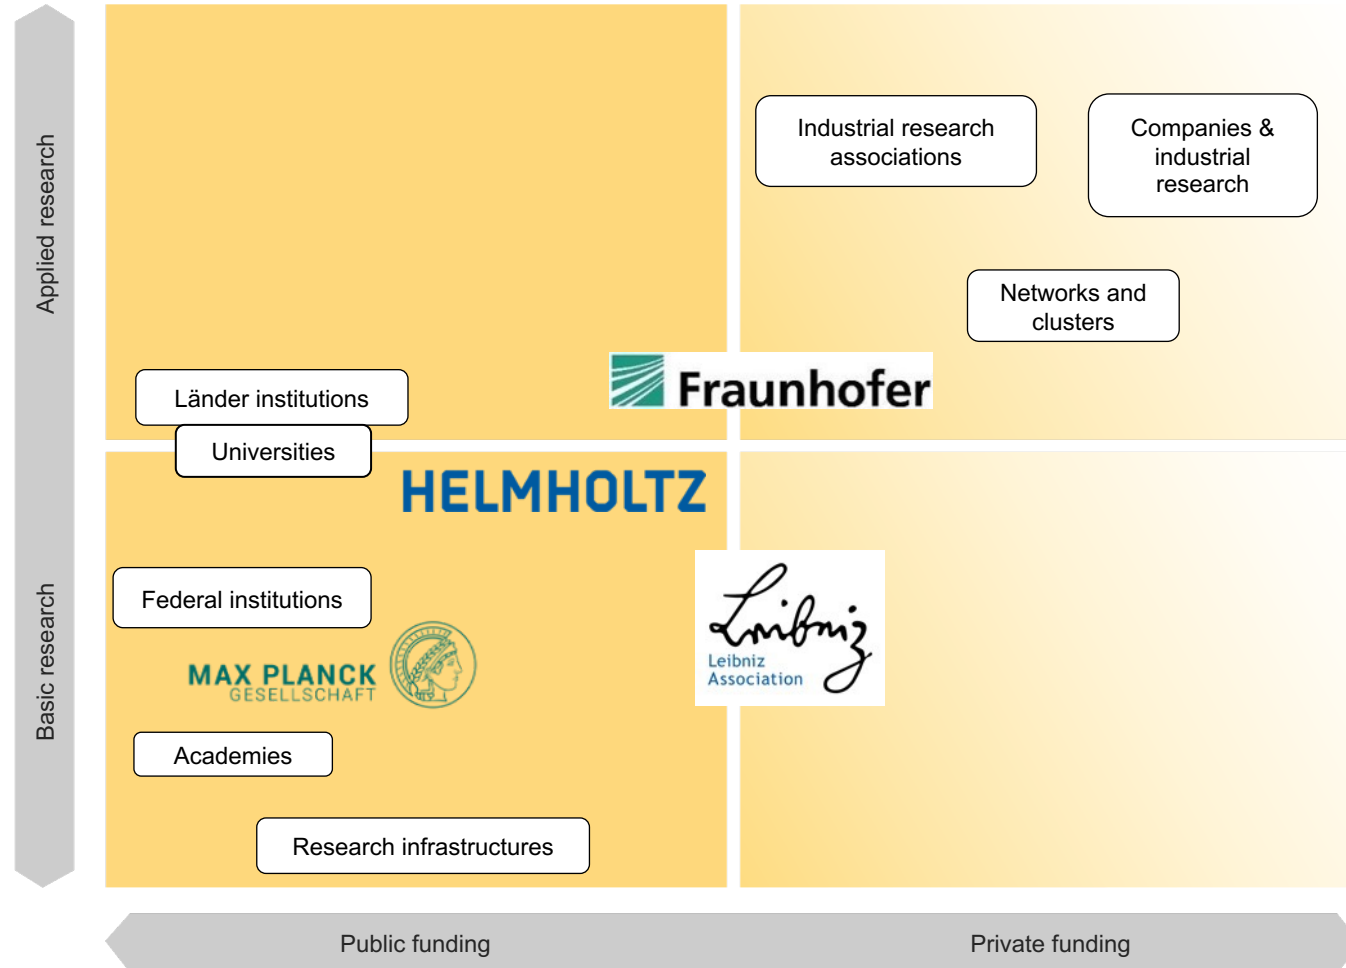 Applied research
Basic research
Industrial research
associations
Companies &
industrial
research
Networks and
clusters
Fraunhofer
Länder institutions
Universities
HELMHOLTZ
Federal institutions
MAX PLANCK
GESELLSCHAFT
Leibniz
Leibniz
Association
Academies
Research infrastructures
Public funding
Private funding